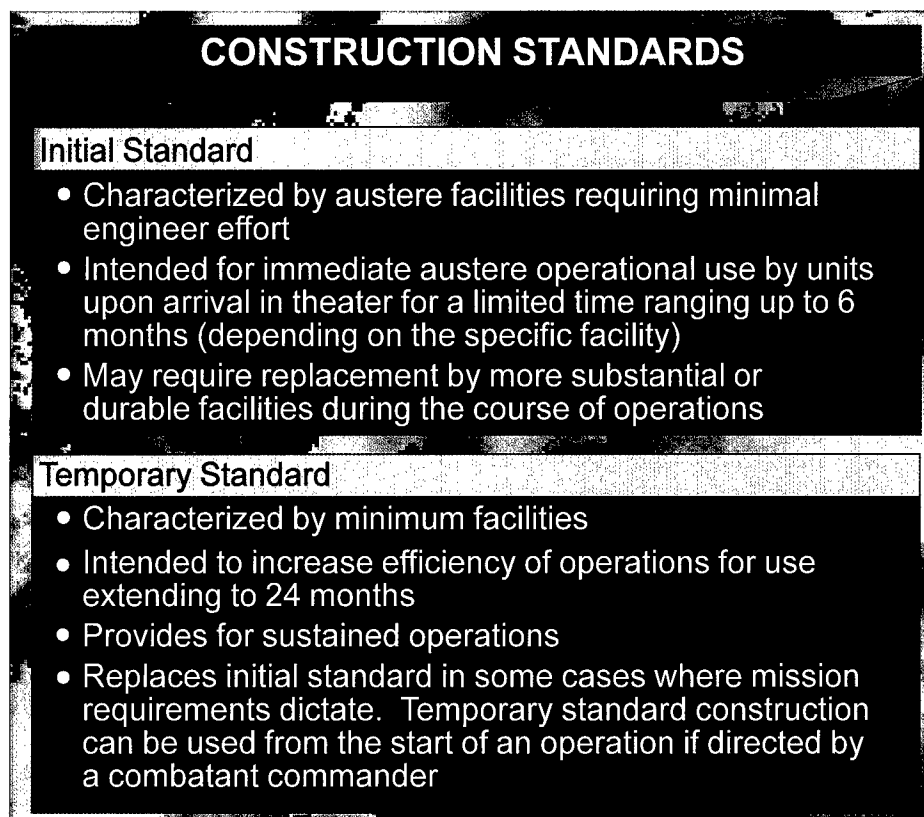 CONSTRUCTION STANDARDS
Initial Standard
• Characterized by austere facilities requiring minimal
engineer effort
• Intended for immediate austere operational use by units
upon arrival in theater for a limited time ranging up to 6
months (depending on the specific facility)
• May require replacement by more substantial or
durable facilities during the course of operations
Temporary Standard
• Characterized by minimum facilities
• Intended to increase efficiency of operations for use
extending to 24 months
• Provides for sustained operations
• Replaces initial standard in some cases where mission
requirements dictate.  Temporary standard construction
can be used from the start of an operation if directed by
a combatant commander